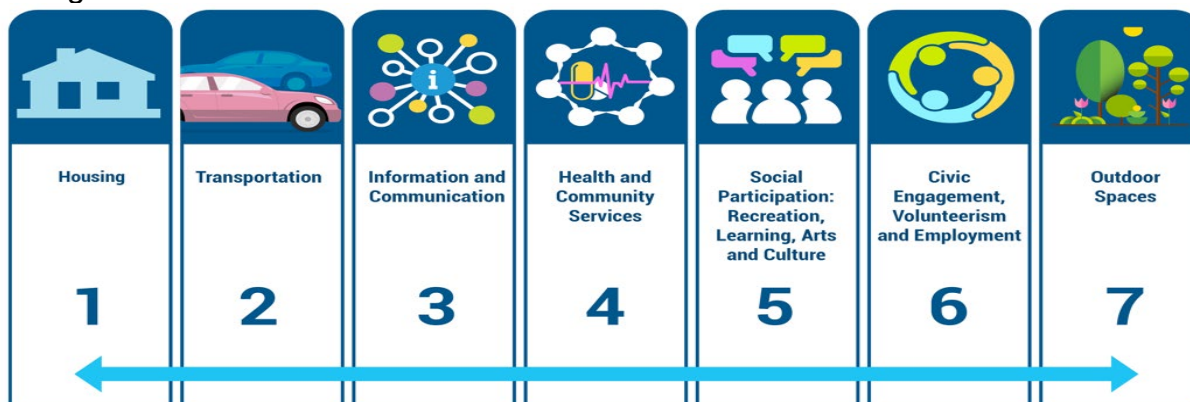 Housing
1
Transportation
2
Information and
Communication
3
Health and
Community
Services
4
Social
Participation:
Recreation,
Learning, Arts
and Culture
5
Civic
Engagement,
Volunteerism
and Employment
6
Outdoor
Spaces
7